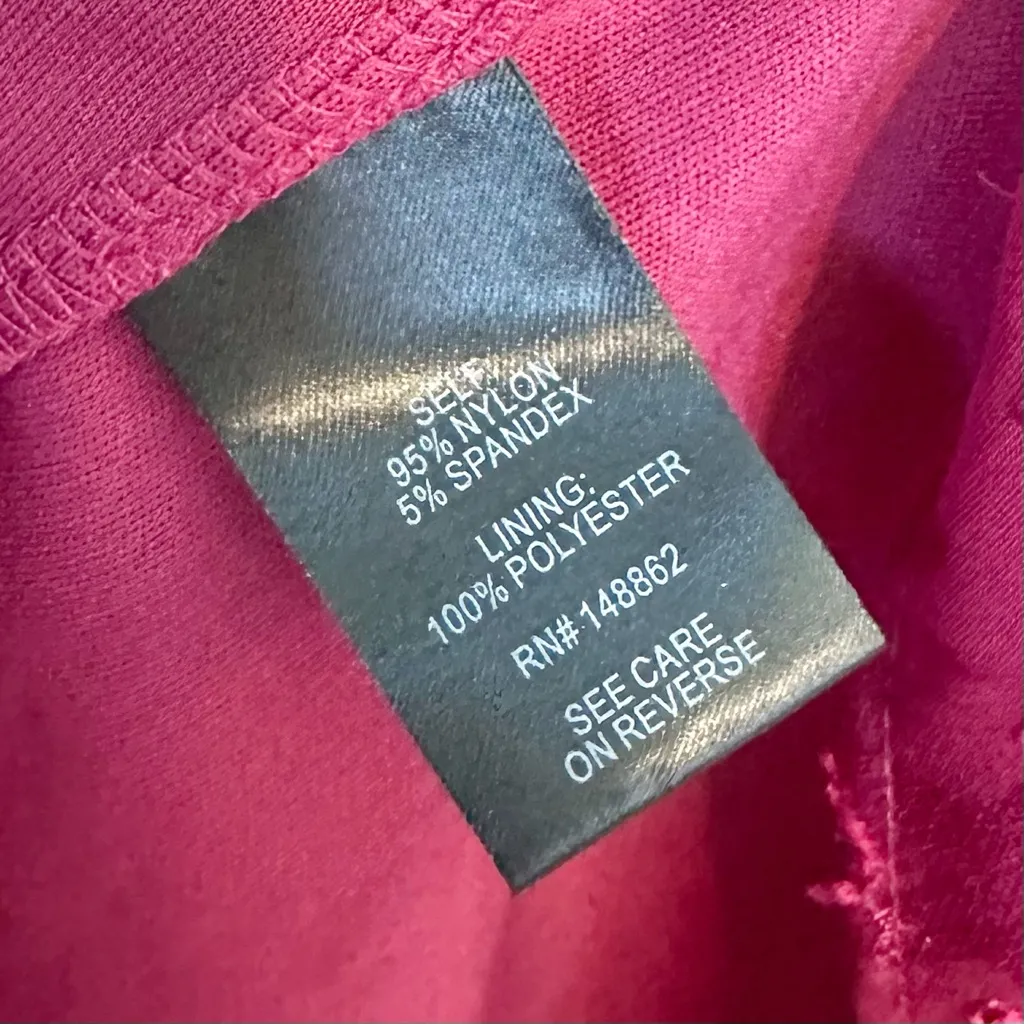 SELF:
95% NYLON
5% SPANDEX
LINING:
100% POLYESTER
RN# 148862
SEE CARE
ON REVERSE